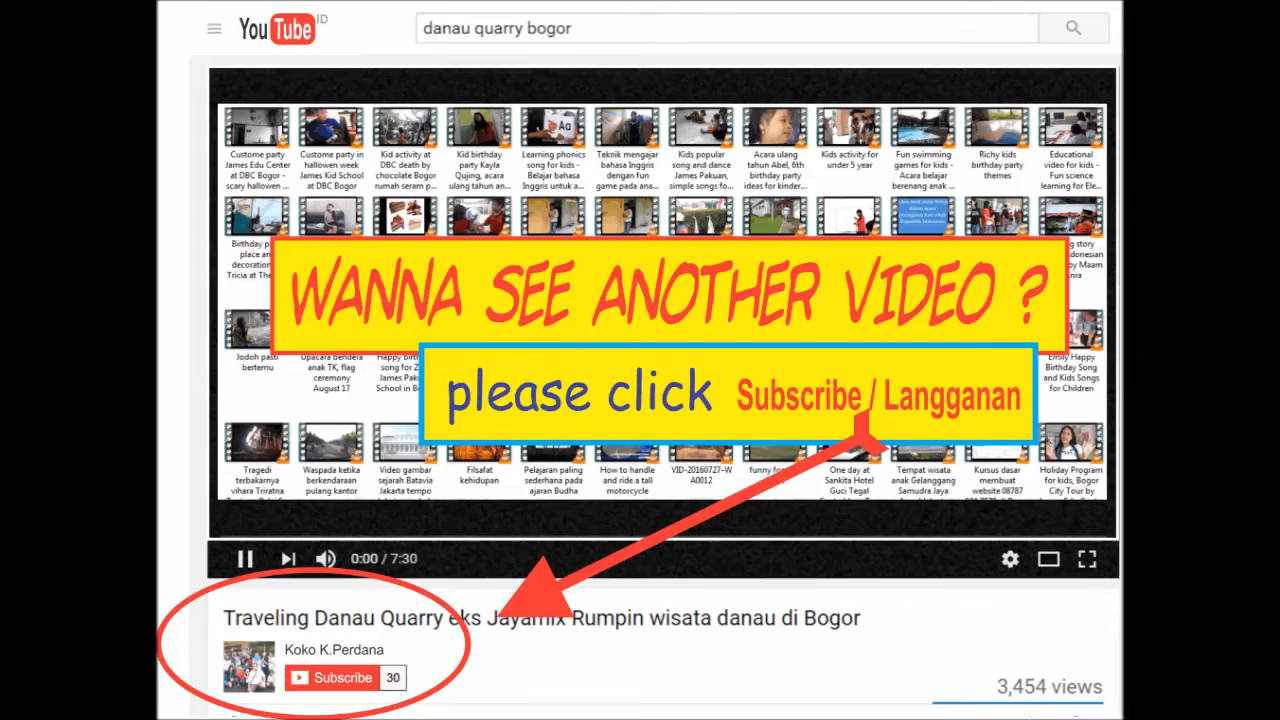 YouTube ID
danau quarry bogor
Custome party James Edu Center at DBC Bogor - scary hallowen ...
Custome party in hallowen week James Kid School at DBC Bogor
Kid activity at DBC death by chocolate Bogor rumah seram p...
Kid birthday party Kayla Qujing, acara ulang tahun an...
Learning phonics song for kids - Belajar bahasa Inggris untuk a...
Teknik mengajar bahasa Inggris dengan fun game pada ana...
Kids popular song and dance James Pakuan, simple songs fo...
Acara ulang tahun Abel, 6th birthday party ideas for kinder...
Kids activity for under 5 year
Fun swimming games for kids - Acara belajar berenang anak ...
Richy kids birthday party themes
Educational video for kids - Fun science learning for Ele...
Aa
WANNA SEE ANOTHER VIDEO ?
please click Subscribe / Langganan
Jodoh pasti bertemu
Upacara bendera anak TK, flag ceremony August 17
Emily Happy Birthday Song and Kids Songs for Children
Tragedi terbakarnya vihara Triratna
Waspada ketika berkendaraan pulang kantor
Video gambar sejarah Batavia Jakarta tempo
Filsafat kehidupan
Pelajaran paling sederhana pada ajaran Budha
How to handle and ride a tall motorcycle
VID-20160727-WA0012
funny
One day at Sankita Hotel Guci Tegal
Tempat wisata anak Gelanggang Samudra Jaya
Kursus dasar membuat website 08787
Holiday Program for kids, Bogor City Tour by
0:00 / 7:30
Traveling Danau Quarry eks Jayamix Rumpin wisata danau di Bogor
Koko K.Perdana
Subscribe 30
3,454 views